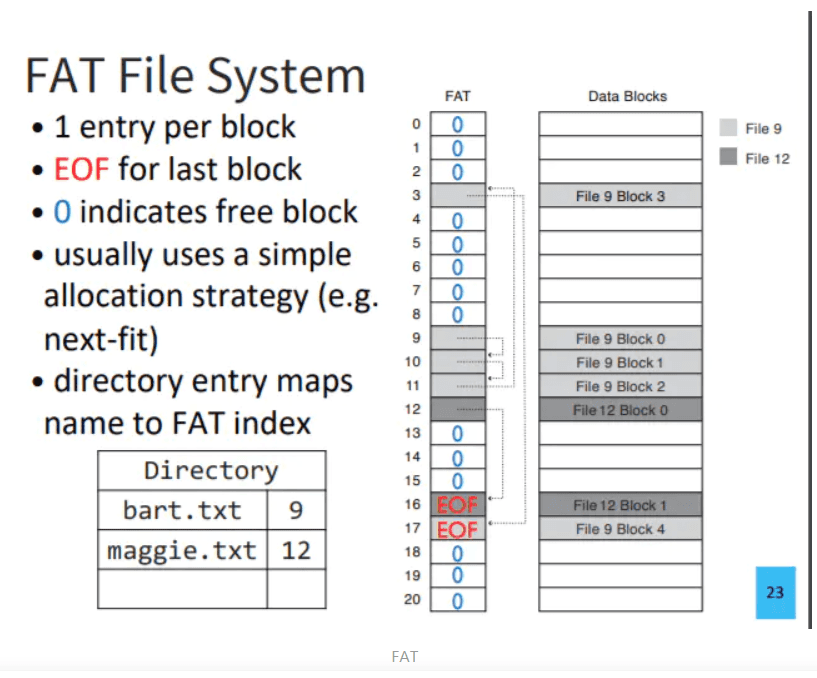 FAT File System
• 1 entry per block
• EOF for last block
• 0 indicates free block
• usually uses a simple
allocation strategy (e.g.
next-fit)
• directory entry maps
name to FAT index
Directory
bart.txt 9
maggie.txt 12
FAT Data Blocks
0 0
1 0
2 0
3 File 9 Block 3
4 0
5 0
6 0
7 0
8 0
9 File 9 Block 0
10 File 9 Block 1
11 File 9 Block 2
12 File 12 Block 0
13 0
14 0
15 0
16 EOF File 12 Block 1
17 EOF File 9 Block 4
18 0
19 0
20 0
File 9
File 12
23
FAT